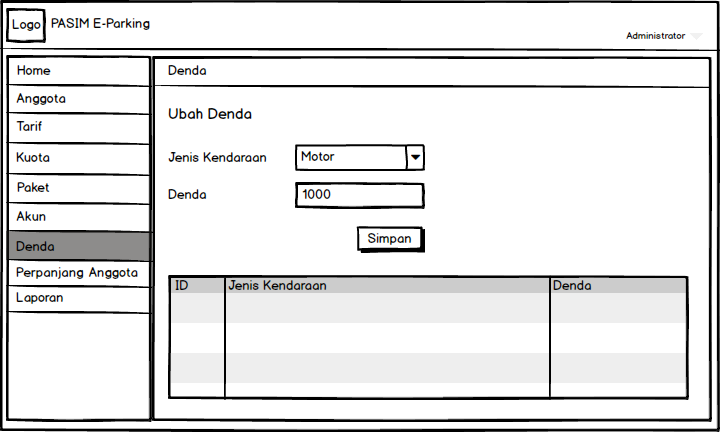 Logo PASIM E-Parking
Administrator
Home
Anggota
Tarif
Kuota
Paket
Akun
Denda
Perpanjang Anggota
Laporan
Denda
Ubah Denda
Jenis Kendaraan Motor
Denda 1000
Simpan
ID Jenis Kendaraan Denda